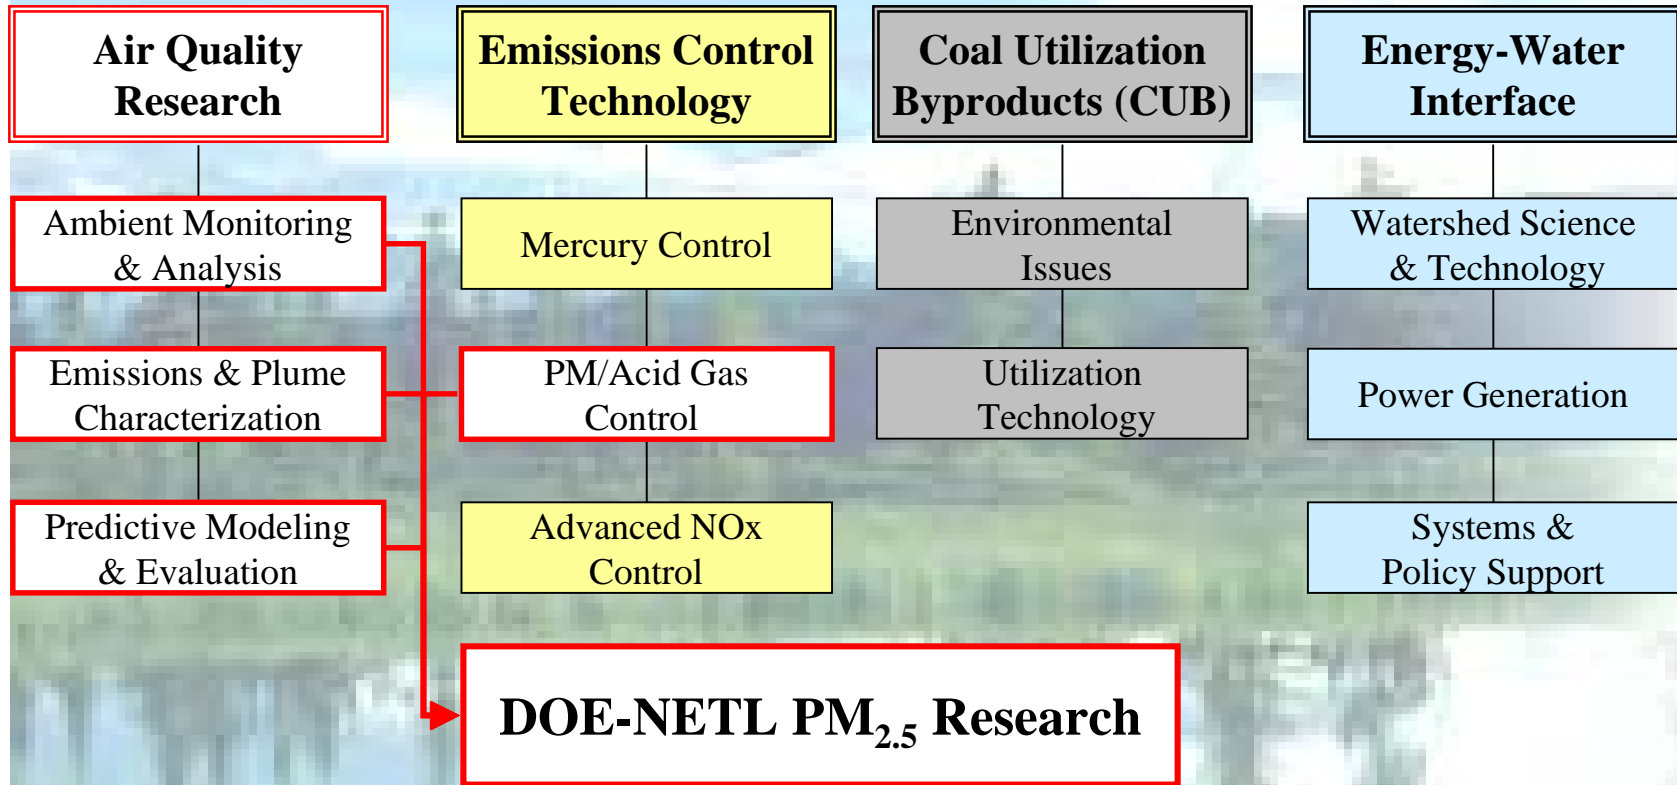 Air Quality
Research
Emissions Control
Technology
Coal Utilization
Byproducts (CUB)
Energy-Water
Interface
Ambient Monitoring
& Analysis
Mercury Control
Environmental
Issues
Watershed Science
& Technology
Emissions & Plume
Characterization
PM/Acid Gas
Control
Utilization
Technology
Power Generation
Predictive Modeling
& Evaluation
Advanced NOx
Control
Systems &
Policy Support
DOE-NETL PM2.5 Research